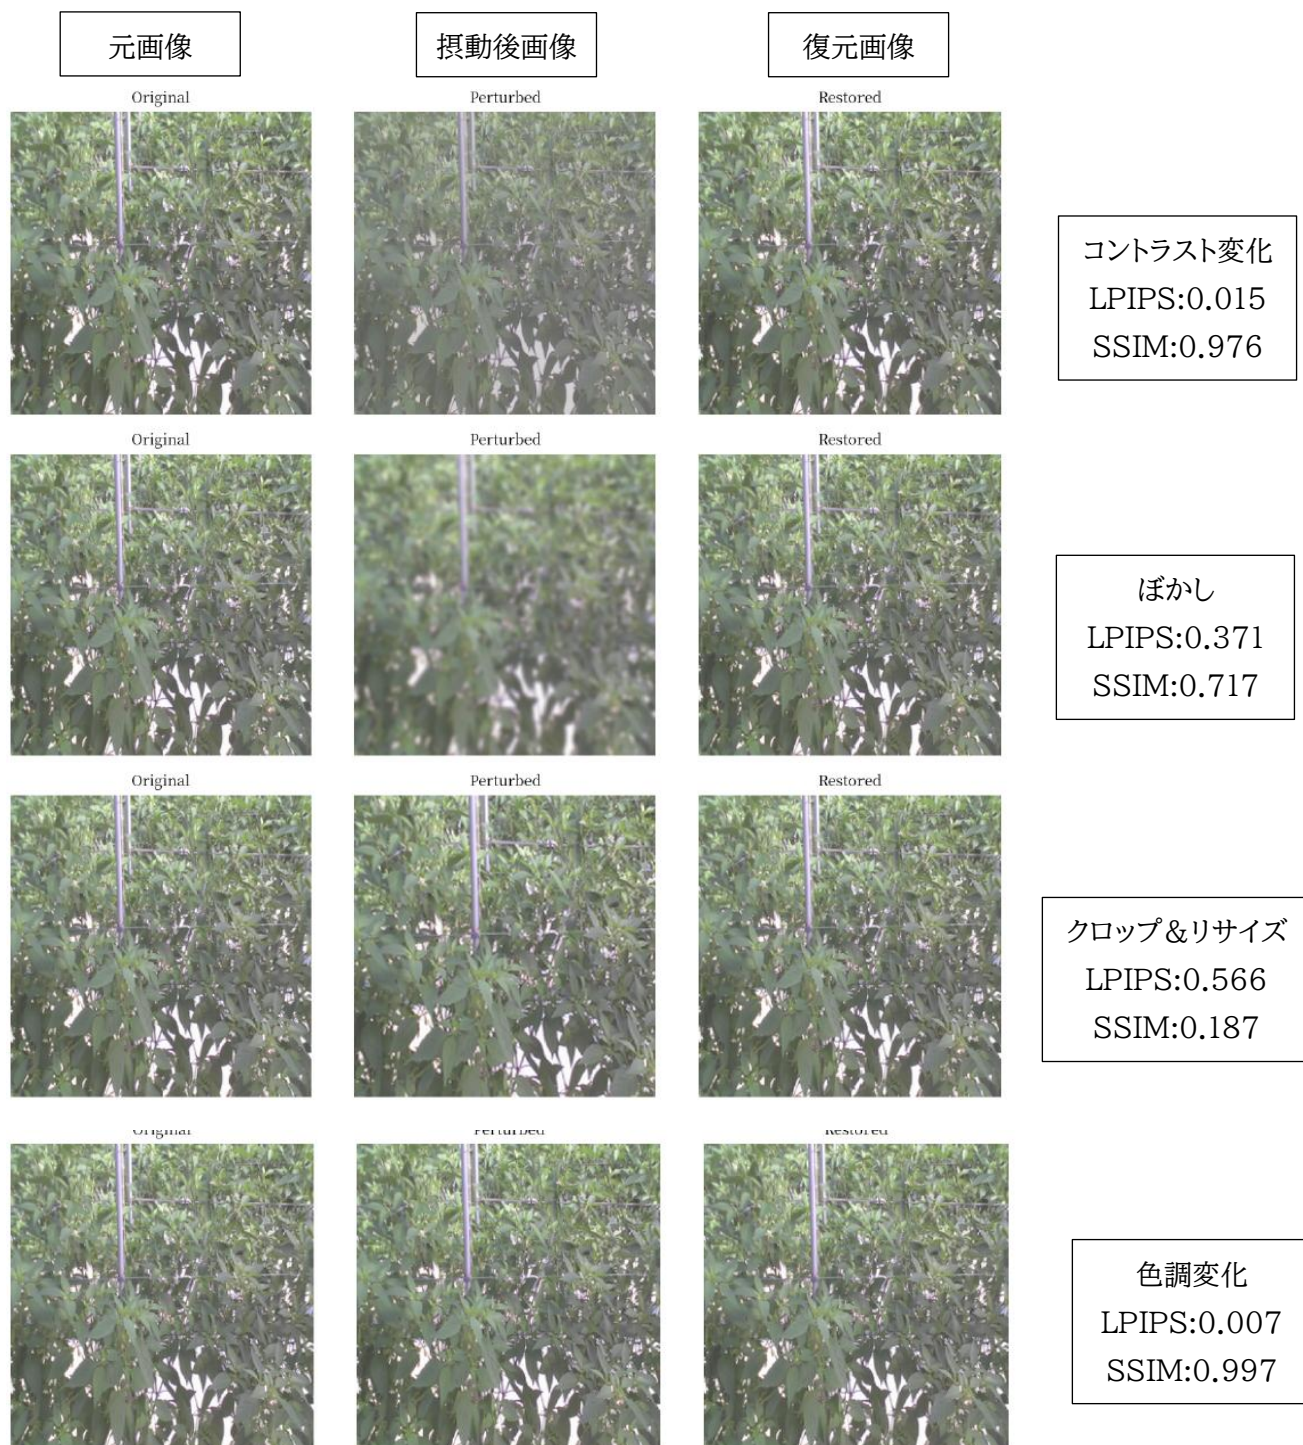 元画像
摂動後画像
復元画像
Original
Perturbed
Restored
コントラスト変化
LPIPS:0.015
SSIM:0.976
Original
Perturbed
Restored
ぼかし
LPIPS:0.371
SSIM:0.717
Original
Perturbed
Restored
クロップ&リサイズ
LPIPS:0.566
SSIM:0.187
Original
Perturbed
Restored
色調変化
LPIPS:0.007
SSIM:0.997